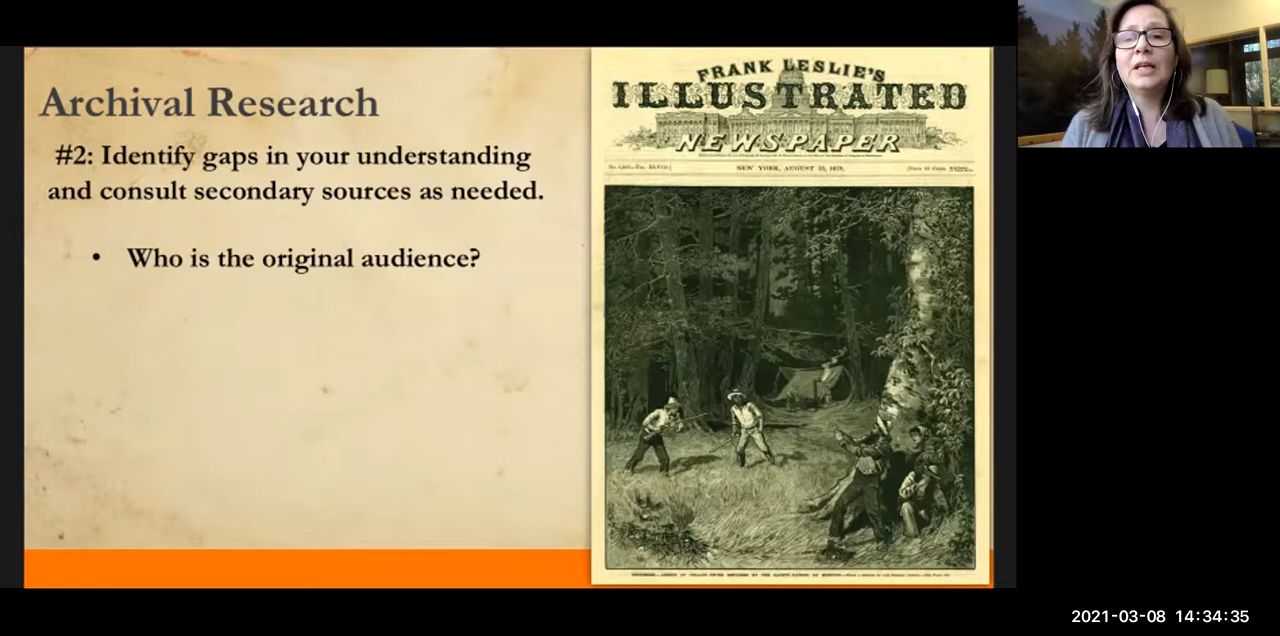 Archival Research
#2: Identify gaps in your understanding
and consult secondary sources as needed.
• Who is the original audience?
FRANK LESLIE'S
ILLUSTRATED
NEWSPAPER
NEW YORK, AUGUST
2021-03-08 14:34:35